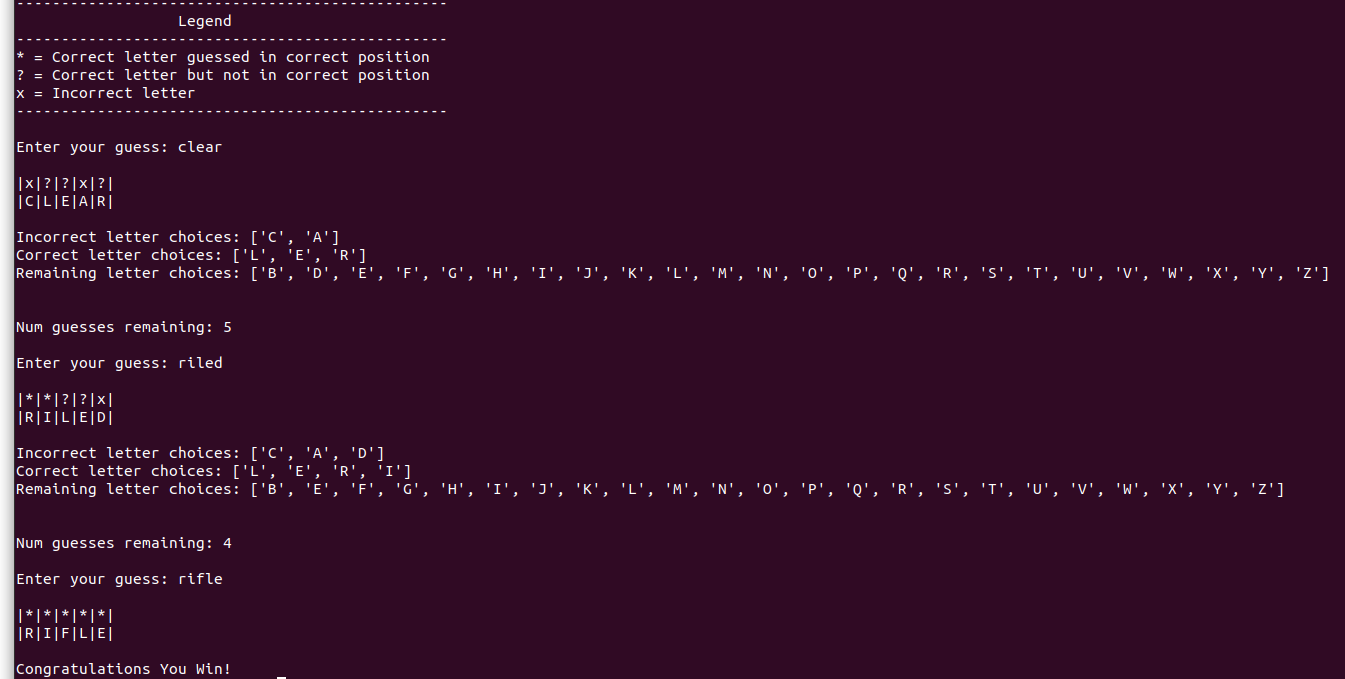 ------------------------------------------------
                  Legend
------------------------------------------------
* = Correct letter guessed in correct position
? = Correct letter but not in correct position
x = Incorrect letter
------------------------------------------------
Enter your guess: clear
|x|?|?|x|?|
|C|L|E|A|R|
Incorrect letter choices: ['C', 'A']
Correct letter choices: ['L', 'E', 'R']
Remaining letter choices: ['B', 'D', 'E', 'F', 'G', 'H', 'I', 'J', 'K', 'L', 'M', 'N', 'O', 'P', 'Q', 'R', 'S', 'T', 'U', 'V', 'W', 'X', 'Y', 'Z']
Num guesses remaining: 5
Enter your guess: riled
|*|*|?|?|x|
|R|I|L|E|D|
Incorrect letter choices: ['C', 'A', 'D']
Correct letter choices: ['L', 'E', 'R', 'I']
Remaining letter choices: ['B', 'E', 'F', 'G', 'H', 'I', 'J', 'K', 'L', 'M', 'N', 'O', 'P', 'Q', 'R', 'S', 'T', 'U', 'V', 'W', 'X', 'Y', 'Z']
Num guesses remaining: 4
Enter your guess: rifle
|*|*|*|*|*|
|R|I|F|L|E|
Congratulations You Win!